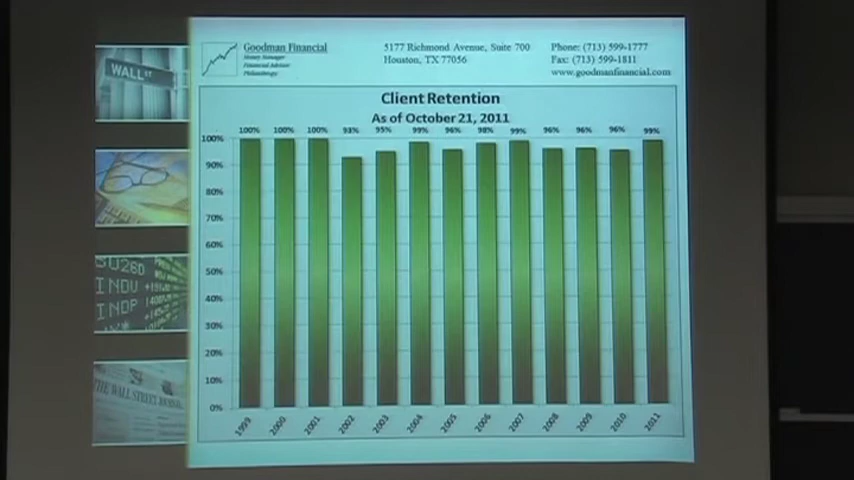 Goodman Financial
Money Manager
Financial Advisor
Philanthropy
5177 Richmond Avenue, Suite 700
Houston, TX 77056
Phone: (713) 599-1777
Fax: (713) 599-1811
www.goodmanfinancial.com
WALL ST
Client Retention
As of October 21, 2011
100% 100% 100% 93% 95% 99% 96% 98% 99% 96% 96% 96% 99%
100%
90%
80%
70%
60%
50%
40%
30%
20%
10%
0%
1999 2000 2001 2002 2003 2004 2005 2006 2007 2008 2009 2010 2011
INDU
INDP
THE WALL STREET